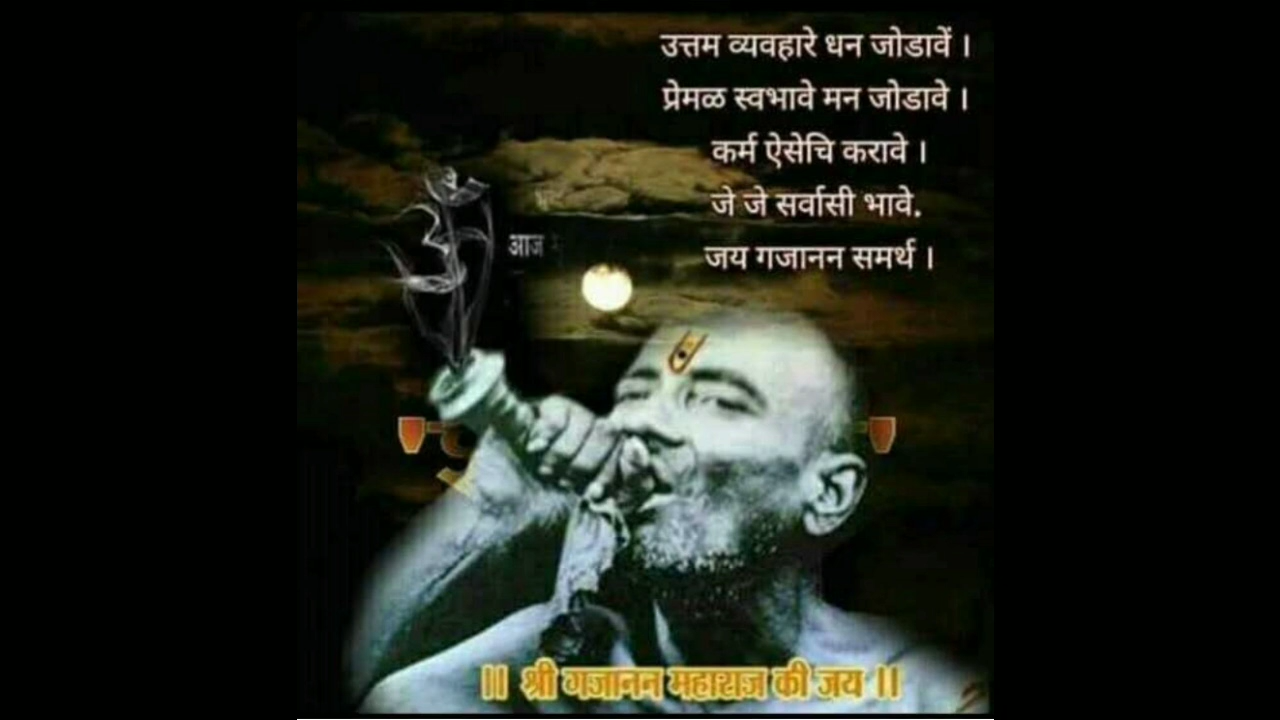 उत्तम व्यवहारे धन जोडावें ।
प्रेमळ स्वभावे मन जोडावे ।
कर्म ऐसेचि करावे ।
जे जे सर्वासी भावे.
जय गजानन समर्थ ।
आज
॥ श्री गजानन महाराज की जय ॥